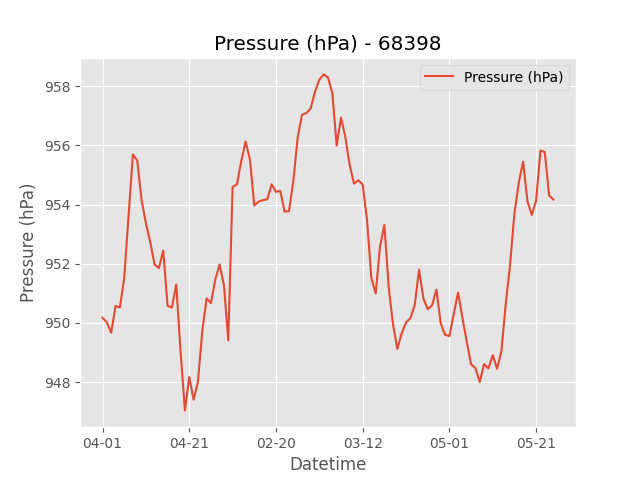 Pressure (hPa) - 68398
Pressure (hPa)
958
956
954
952
950
948
Pressure (hPa)
04-01 04-21 02-20 03-12 05-01 05-21
Datetime